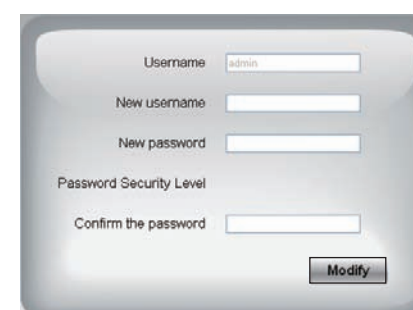 Username admin
New username
New password
Password Security Level
Confirm the password
Modify